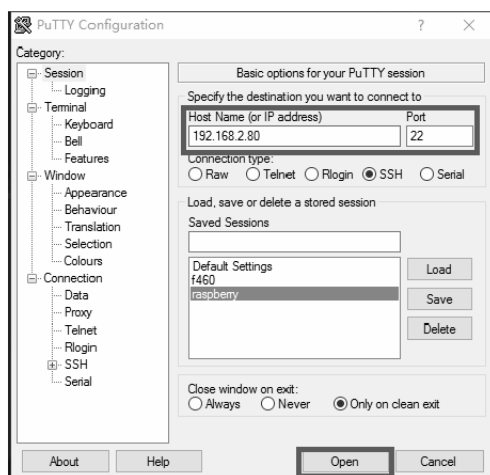 PuTTY Configuration
?
Category:
Session
Logging
Terminal
Keyboard
Bell
Features
Window
Appearance
Behaviour
Translation
Selection
Colours
Connection
Data
Proxy
Telnet
Rlogin
SSH
Serial
Basic options for your PuTTY session
Specify the destination you want to connect to
Host Name (or IP address) Port
192.168.2.80 22
Connection type:
Raw Telnet Rlogin SSH Serial
Load, save or delete a stored session
Saved Sessions
Default Settings
f460
raspberry
Load
Save
Delete
Close window on exit:
Always Never Only on clean exit
About Help Open Cancel